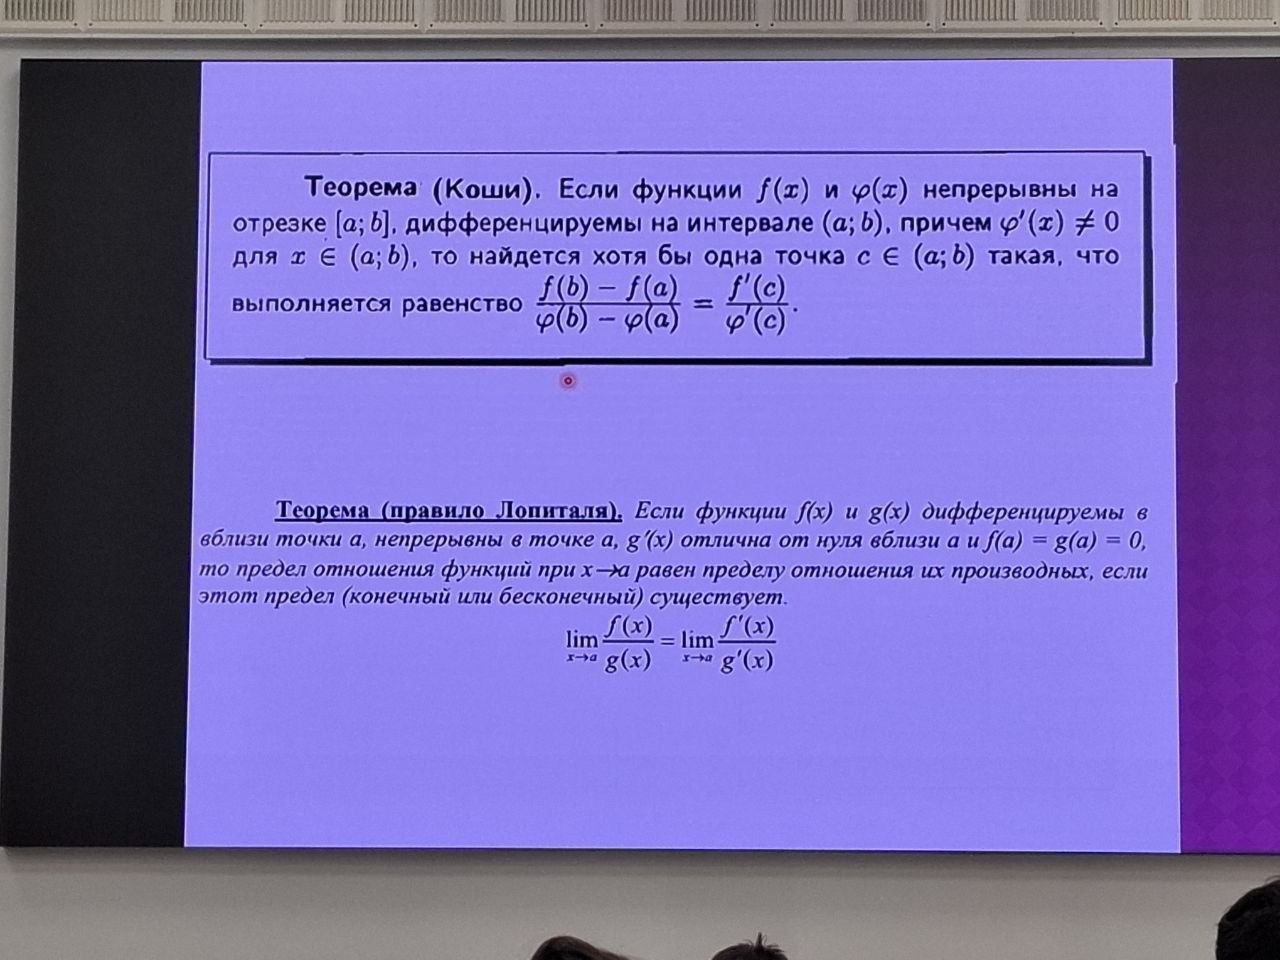 Теорема (Коши). Если функции f(x) и φ(x) непрерывны на
отрезке [a; b], дифференцируемы на интервале (a; b), причем φ′(x) ≠ 0
для x ∈ (a; b), то найдется хотя бы одна точка c ∈ (a; b) такая, что
выполняется равенство (f(b) − f(a))/(φ(b) − φ(a)) = f′(c)/φ′(c).
Теорема (правило Лопиталя). Если функции f(x) и g(x) дифференцируемы в
вблизи точки a, непрерывны в точке a, g′(x) отлична от нуля вблизи a и f(a) = g(a) = 0,
то предел отношения функций при x→a равен пределу отношения их производных, если
этот предел (конечный или бесконечный) существует.
lim x→a f(x)/g(x) = lim x→a f′(x)/g′(x)